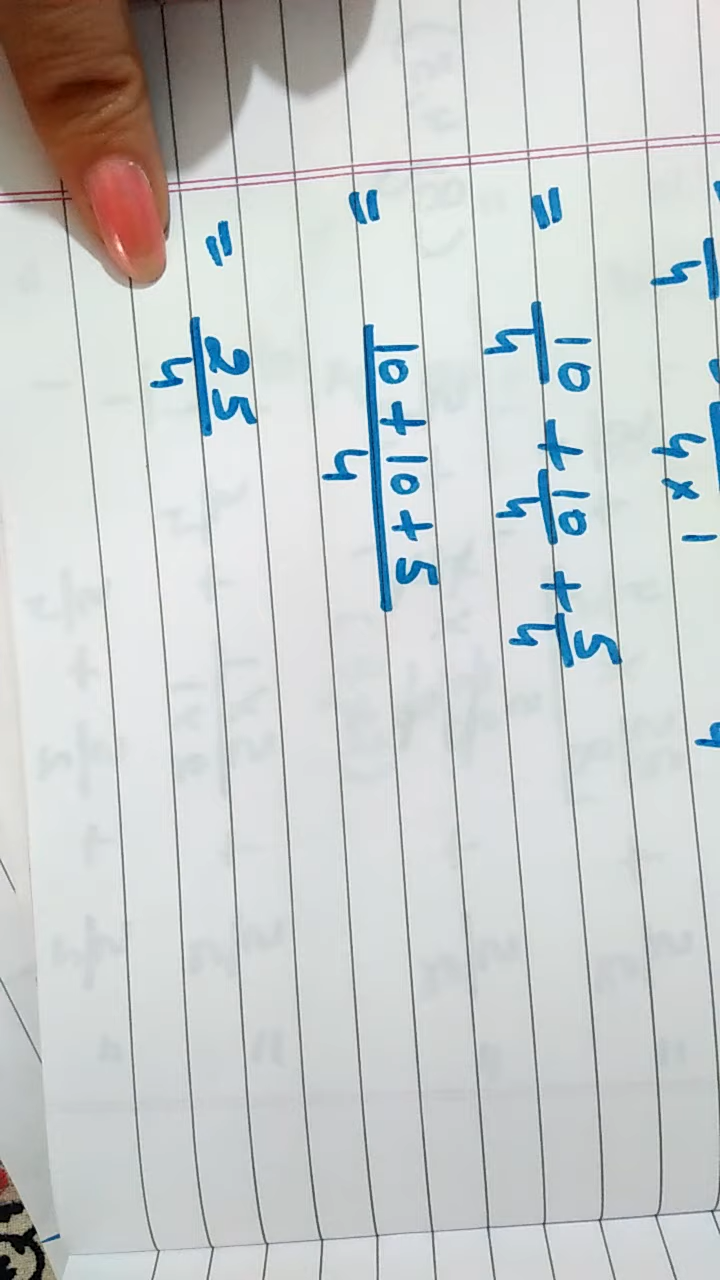 = 10/4 + 10/4 + 5/4
= 10 + 10 + 5 / 4
= 25/4